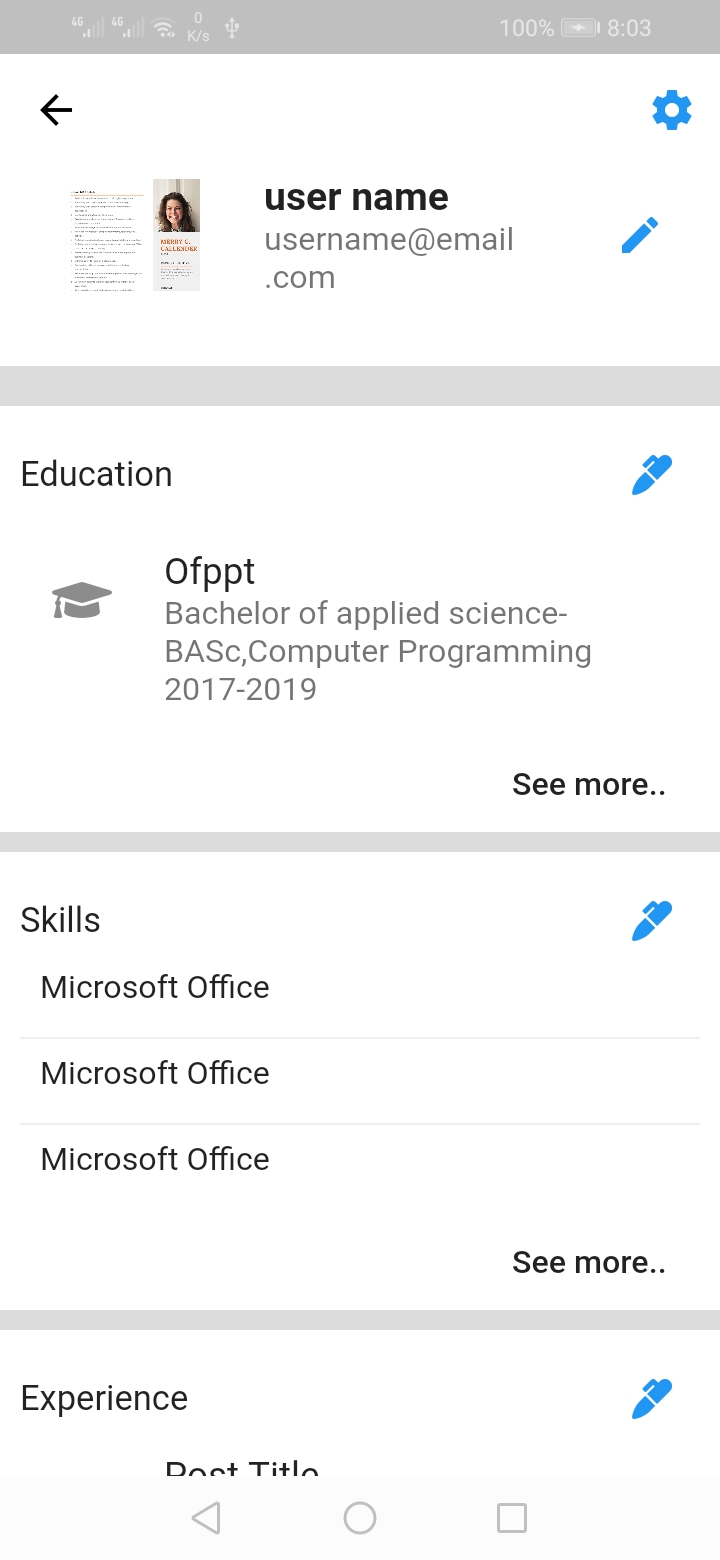 4G 4G 0 K/s 100% 8:03
user name
username@email
.com
MERRY C.
CALLENDER
Education
Ofppt
Bachelor of applied science-
BASc,Computer Programming
2017-2019
See more..
Skills
Microsoft Office
Microsoft Office
Microsoft Office
See more..
Experience
Post Title